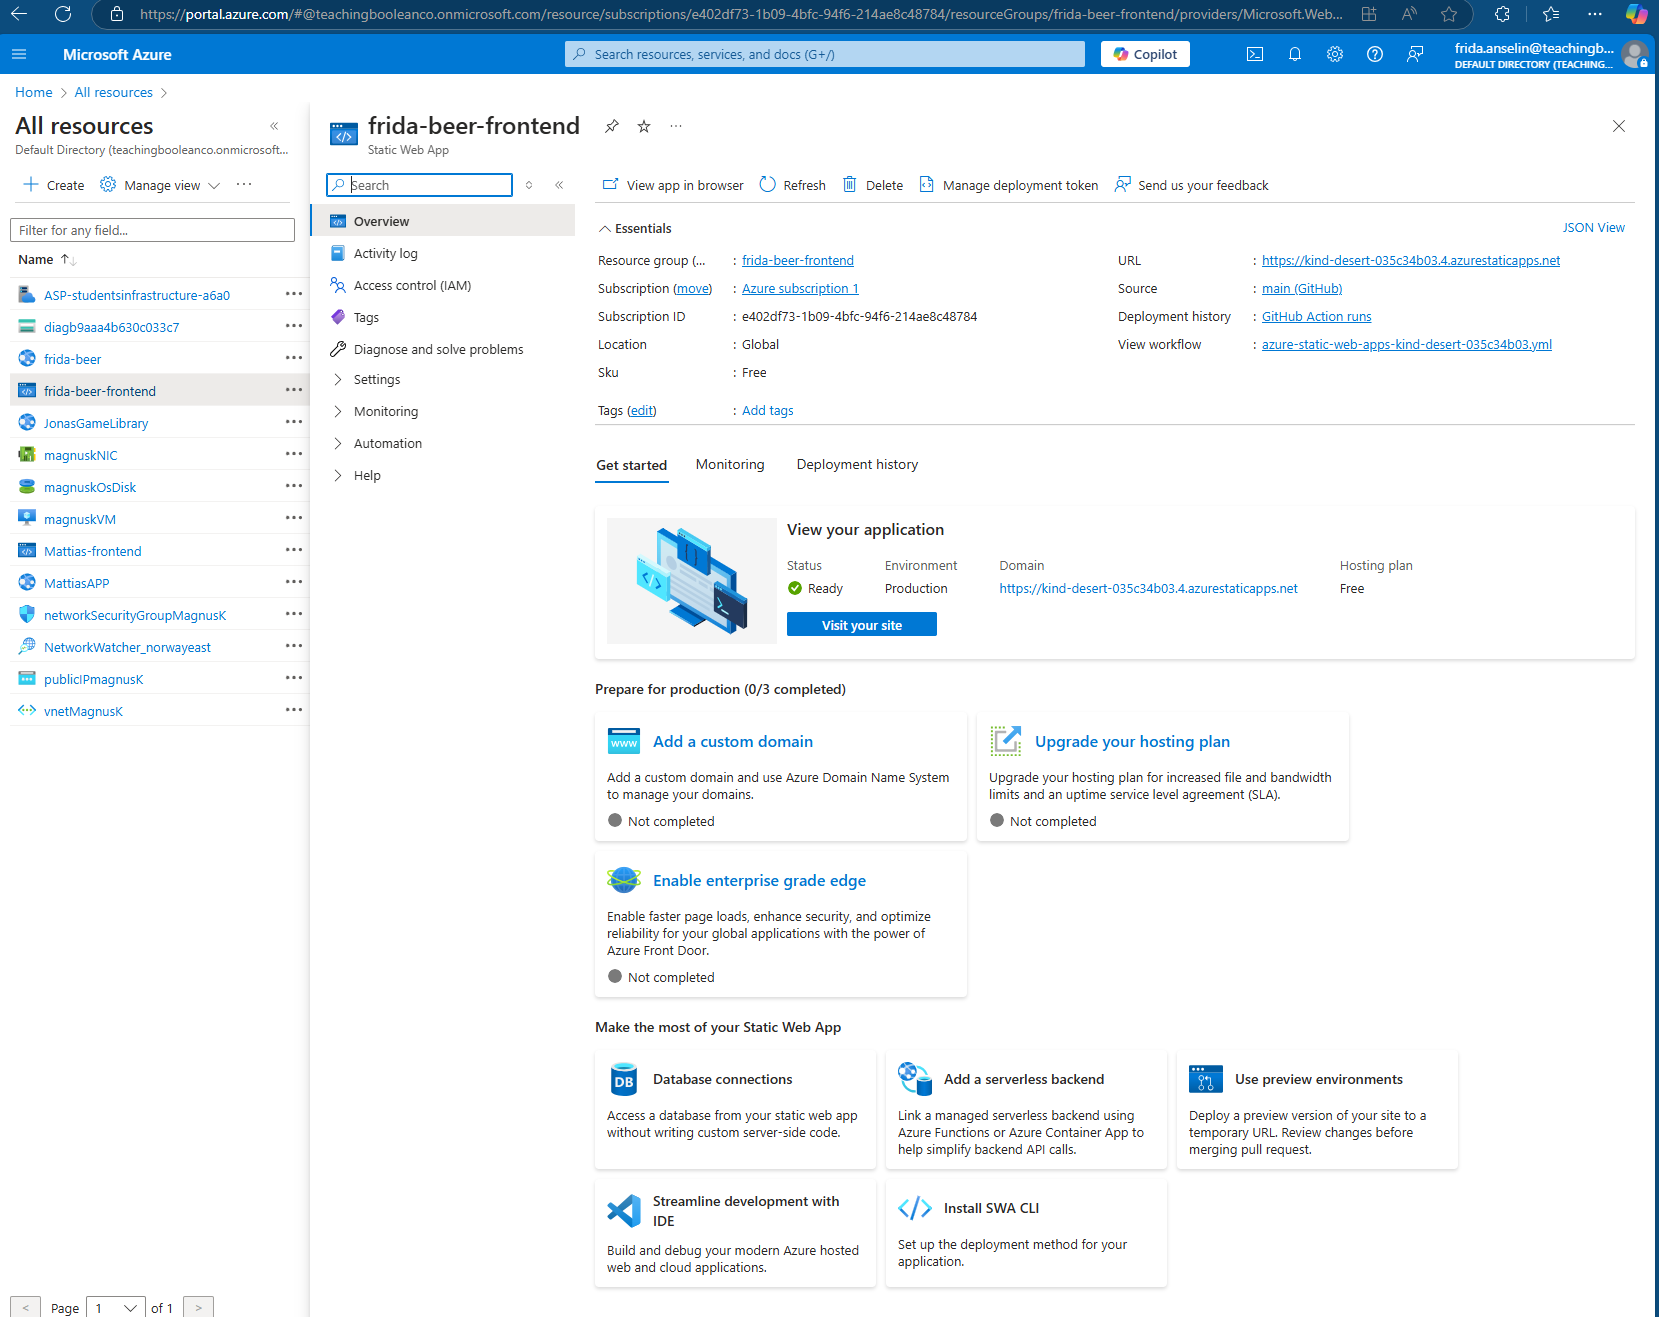 https://portal.azure.com/#@teachingbooleanco.onmicrosoft.com/resource/subscriptions/e402df73-1b09-4bfc-94f6-214ae8c48784/resourceGroups/frida-beer-frontend/providers/Microsoft.Web...
Microsoft Azure
Search resources, services, and docs (G+/)
Copilot
frida.anselin@teachingb...
DEFAULT DIRECTORY (TEACHING...
Home > All resources >
All resources
Default Directory (teachingbooleanco.onmicrosoft...
Create
Manage view
Filter for any field...
Name
ASP-studentsinfrastructure-a6a0
diagb9aaa4b630c033c7
frida-beer
frida-beer-frontend
JonasGameLibrary
magnuskNIC
magnuskOsDisk
magnuskVM
Mattias-frontend
MattiasAPP
networkSecurityGroupMagnusK
NetworkWatcher_norwayeast
publicIPmagnusK
vnetMagnusK
< Page 1 of 1 >
frida-beer-frontend
Static Web App
Search
Overview
Activity log
Access control (IAM)
Tags
Diagnose and solve problems
Settings
Monitoring
Automation
Help
View app in browser
Refresh
Delete
Manage deployment token
Send us your feedback
Essentials
JSON View
Resource group (... : frida-beer-frontend
Subscription (move) : Azure subscription 1
Subscription ID : e402df73-1b09-4bfc-94f6-214ae8c48784
Location : Global
Sku : Free
Tags (edit) : Add tags
URL : https://kind-desert-035c34b03.4.azurestaticapps.net
Source : main (GitHub)
Deployment history : GitHub Action runs
View workflow : azure-static-web-apps-kind-desert-035c34b03.yml
Get started
Monitoring
Deployment history
View your application
Status Environment Domain Hosting plan
Ready Production https://kind-desert-035c34b03.4.azurestaticapps.net Free
Visit your site
Prepare for production (0/3 completed)
www
Add a custom domain
Add a custom domain and use Azure Domain Name System
to manage your domains.
Not completed
Upgrade your hosting plan
Upgrade your hosting plan for increased file and bandwidth
limits and an uptime service level agreement (SLA).
Not completed
Enable enterprise grade edge
Enable faster page loads, enhance security, and optimize
reliability for your global applications with the power of
Azure Front Door.
Not completed
Make the most of your Static Web App
DB
Database connections
Access a database from your static web app
without writing custom server-side code.
Add a serverless backend
Link a managed serverless backend using
Azure Functions or Azure Container App to
help simplify backend API calls.
Use preview environments
Deploy a preview version of your site to a
temporary URL. Review changes before
merging pull request.
Streamline development with
IDE
Build and debug your modern Azure hosted
web and cloud applications.
Install SWA CLI
Set up the deployment method for your
application.